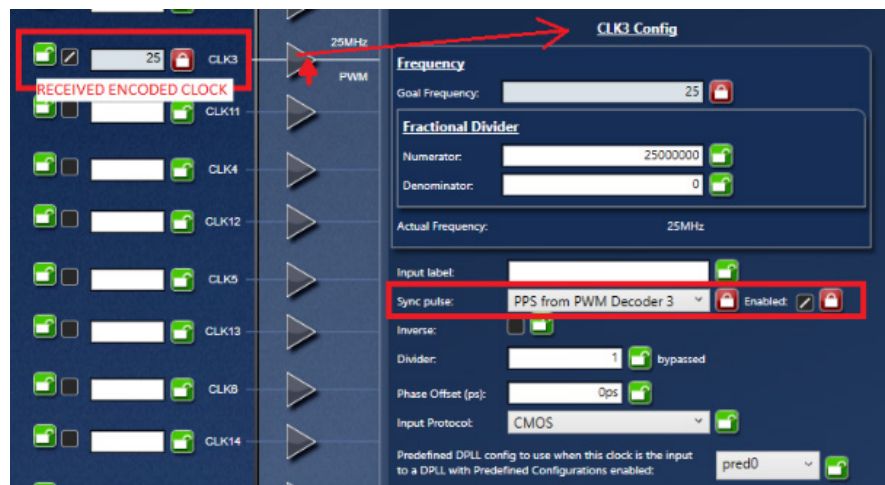 25 CLK3
RECEIVED ENCODED CLOCK
CLK11
CLK4
CLK12
CLK5
CLK13
CLK8
CLK14
25MHz
PWM
CLK3 Config
Frequency
Goal Frequency: 25
Fractional Divider
Numerator: 25000000
Denominator: 0
Actual Frequency: 25MHz
Input label:
Sync pulse: PPS from PWM Decoder 3 Enabled:
Inverse:
Divider: 1 bypassed
Phase Offset (ps): 0ps
Input Protocol: CMOS
Predefined DPLL config to use when this clock is the input
to a DPLL with Predefined Configurations enabled: pred0